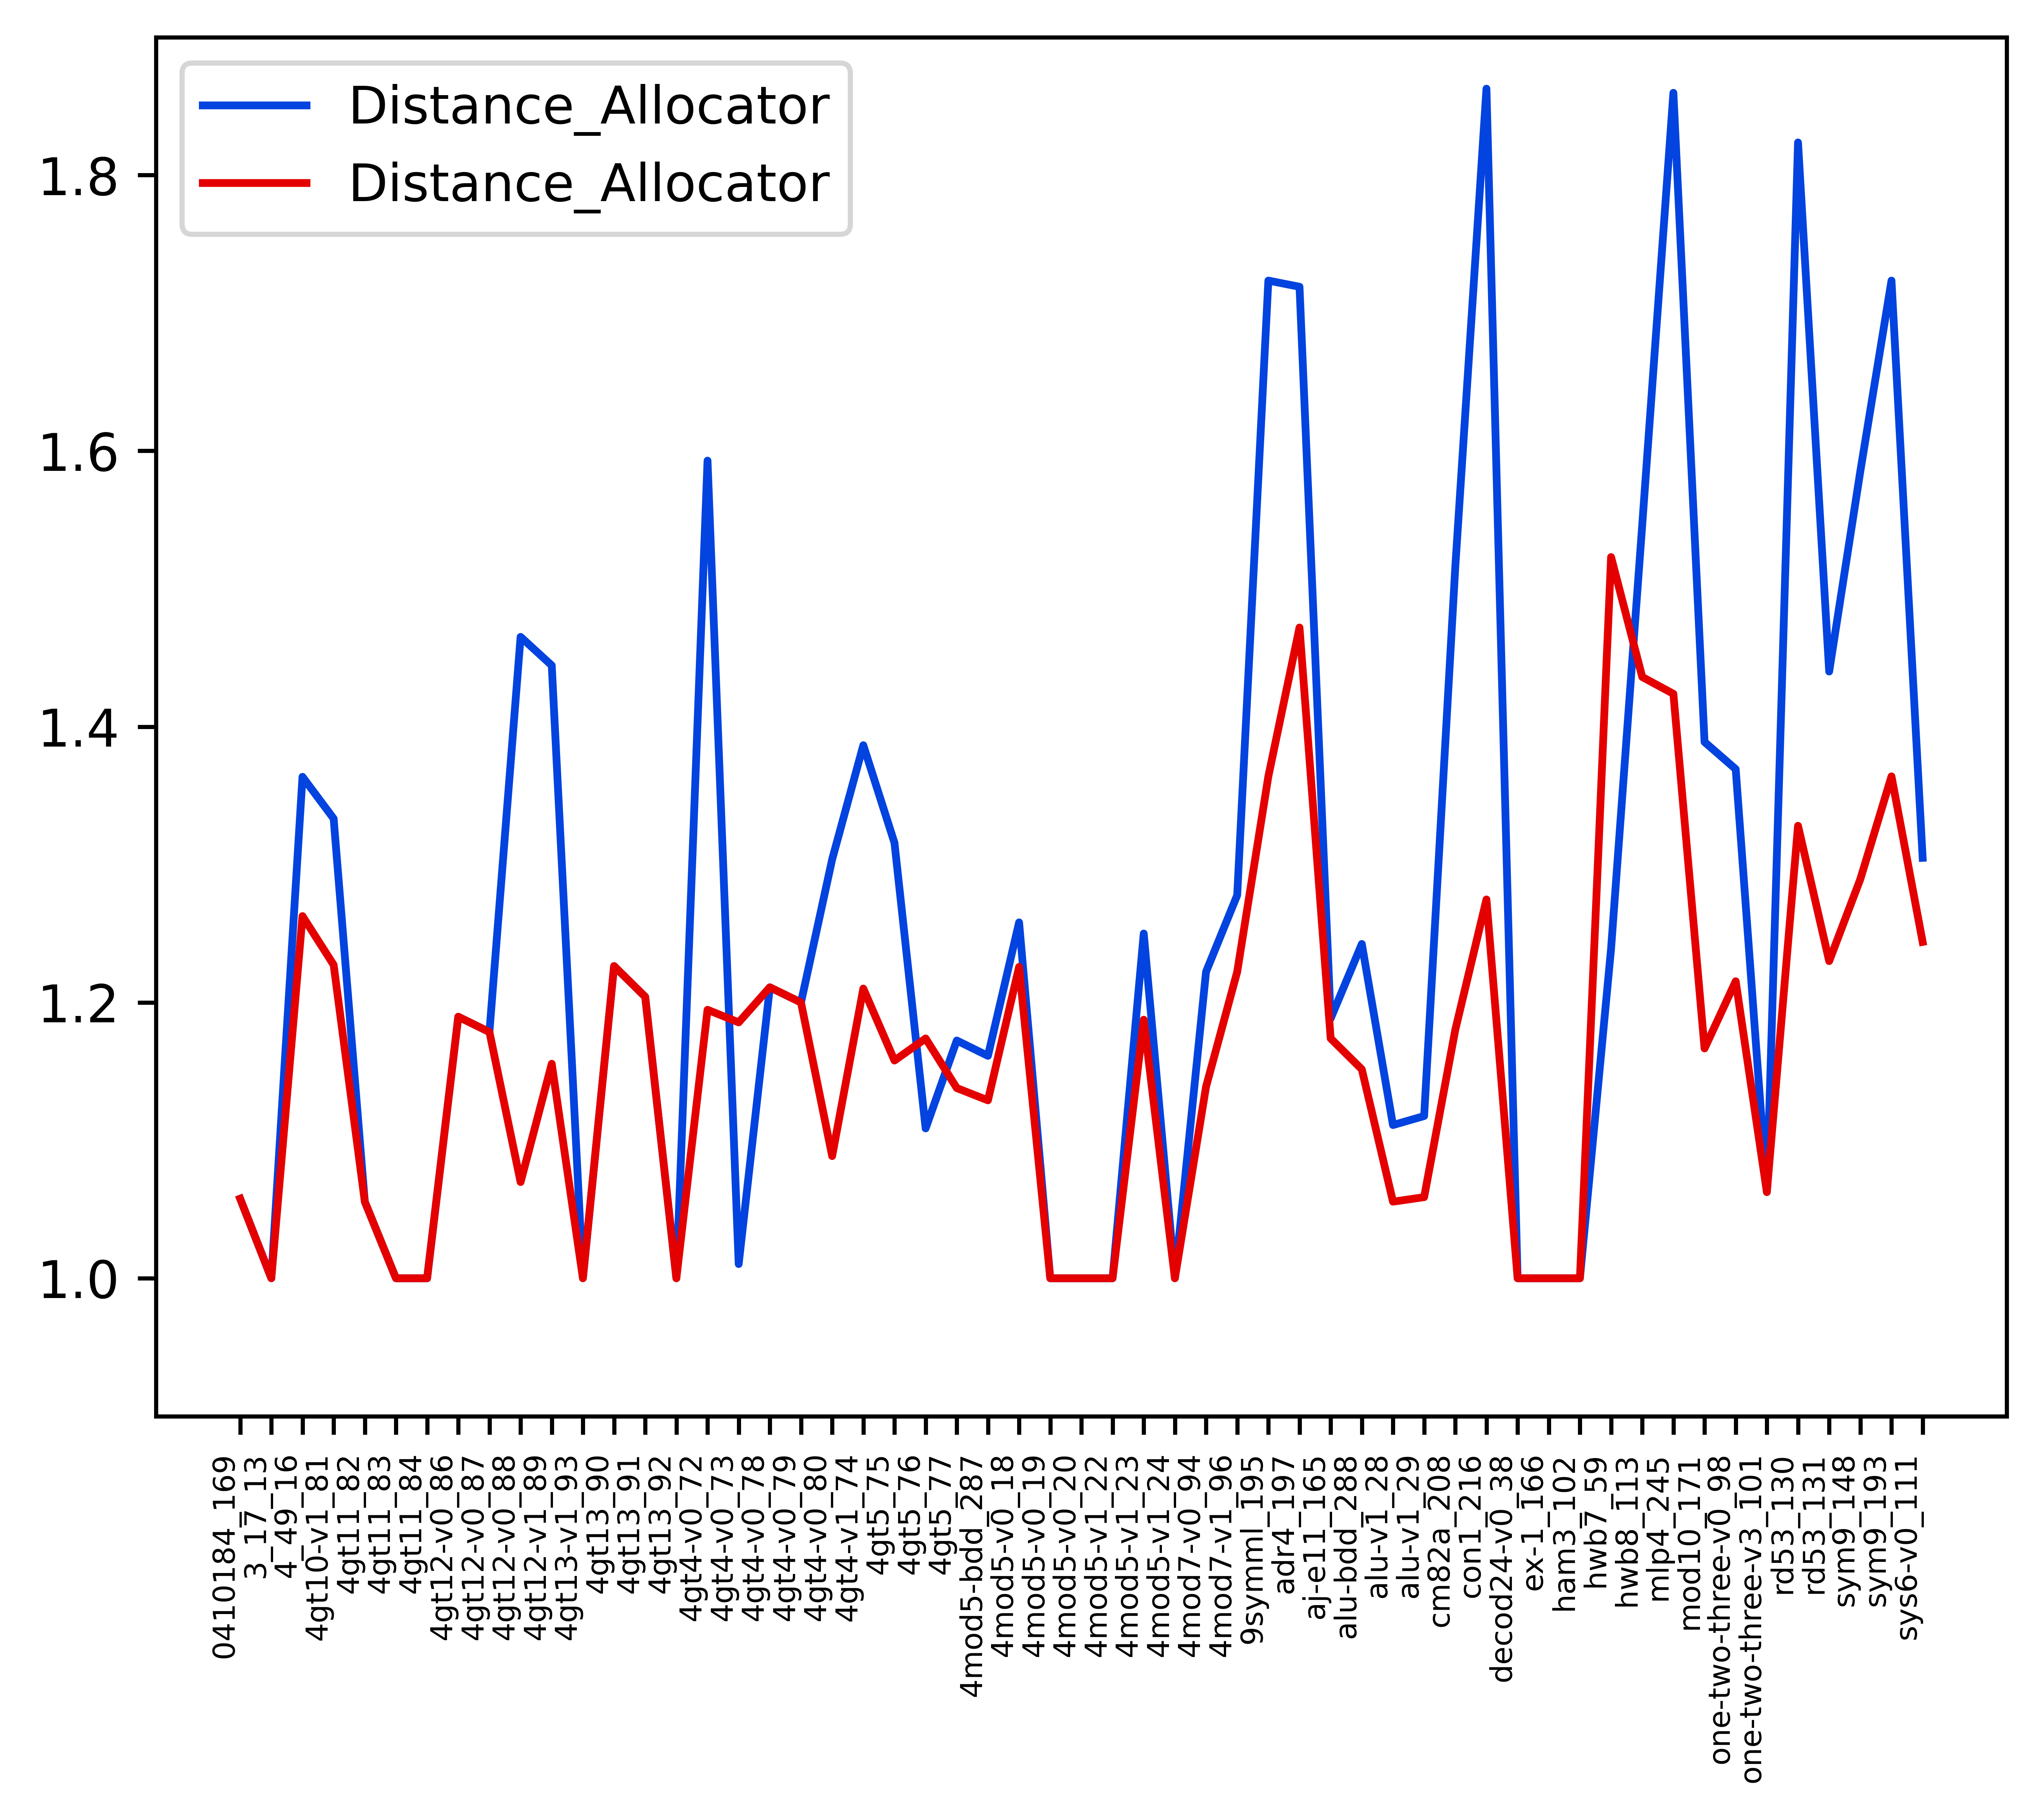 Distance_Allocator
Distance_Allocator
1.8
1.6
1.4
1.2
1.0
0410184_169
3_17_13
4_49_16
4gt10-v1_81
4gt11_82
4gt11_83
4gt11_84
4gt12-v0_86
4gt12-v0_87
4gt12-v0_88
4gt12-v1_89
4gt13-v1_93
4gt13_90
4gt13_91
4gt13_92
4gt4-v0_72
4gt4-v0_73
4gt4-v0_78
4gt4-v0_79
4gt4-v0_80
4gt4-v1_74
4gt5_75
4gt5_76
4gt5_77
4mod5-bdd_287
4mod5-v0_18
4mod5-v0_19
4mod5-v0_20
4mod5-v1_22
4mod5-v1_23
4mod5-v1_24
4mod7-v0_94
4mod7-v1_96
9symml_195
adr4_197
aj-e11_165
alu-bdd_288
alu-v1_28
alu-v1_29
cm82a_208
con1_216
decod24-v0_38
ex-1_166
ham3_102
hwb7_59
hwb8_113
mlp4_245
mod10_171
one-two-three-v0_98
one-two-three-v3_101
rd53_130
rd53_131
sym9_148
sym9_193
sys6-v0_111